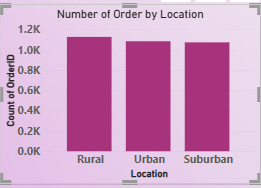 Number of Order by Location
Count of OrderID
1.2K
1.0K
0.8K
0.6K
0.4K
0.2K
0.0K
Rural Urban Suburban
Location